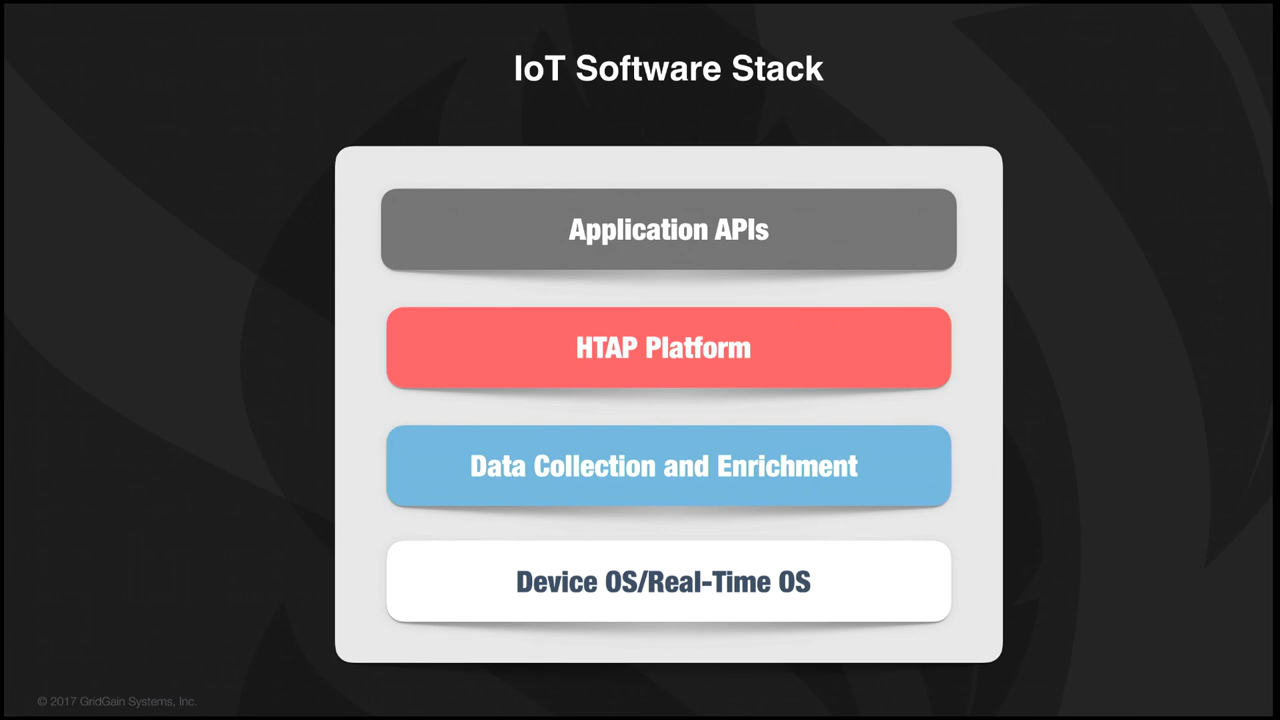 IoT Software Stack
Application APIs
HTAP Platform
Data Collection and Enrichment
Device OS/Real-Time OS
© 2017 GridGain Systems, Inc.